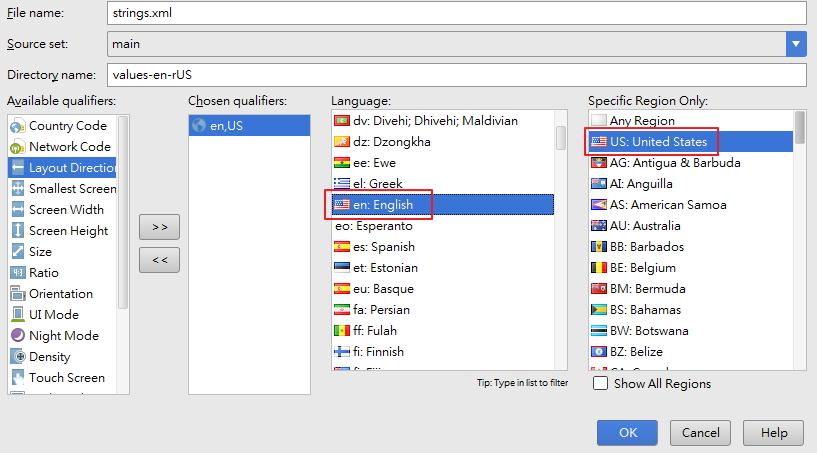 File name: strings.xml
Source set: main
Directory name: values-en-rUS
Available qualifiers:
Country Code
Network Code
Layout Direction
Smallest Screen
Screen Width
Screen Height
Size
Ratio
Orientation
UI Mode
Night Mode
Density
Touch Screen
>>
<<
Chosen qualifiers:
en,US
Language:
dv: Divehi; Dhivehi; Maldivian
dz: Dzongkha
ee: Ewe
el: Greek
en: English
eo: Esperanto
es: Spanish
et: Estonian
eu: Basque
fa: Persian
ff: Fulah
fi: Finnish
Tip: Type in list to filter
Specific Region Only:
Any Region
US: United States
AG: Antigua & Barbuda
AI: Anguilla
AS: American Samoa
AU: Australia
BB: Barbados
BE: Belgium
BM: Bermuda
BS: Bahamas
BW: Botswana
BZ: Belize
Show All Regions
OK Cancel Help